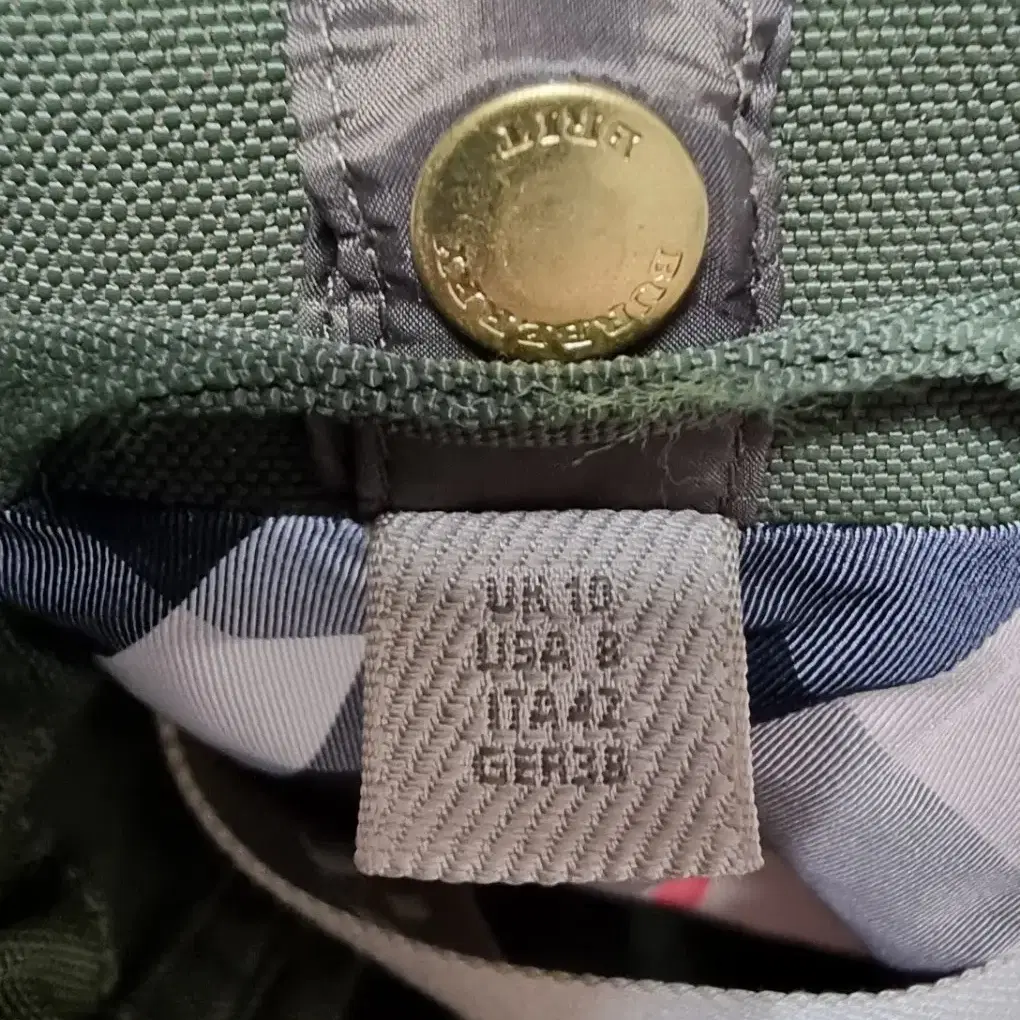 BRIT
BURBERRY
UK 10
USA 8
ITA 42
GER 38